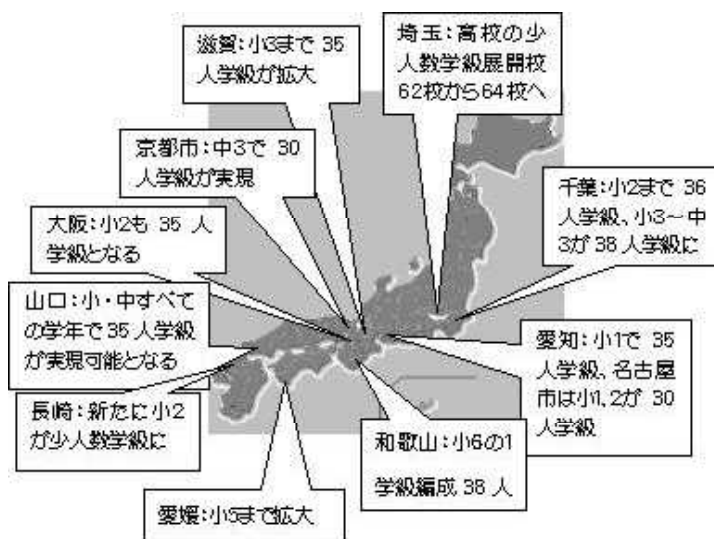 滋賀：小3まで 35
人学級が拡大
埼玉：高校の少
人数学級展開校
62校から64校へ
京都市：中3で 30
人学級が実現
千葉：小2まで 36
人学級、小3～中
3が 38 人学級に
大阪：小2も 35 人
学級となる
山口：小・中すべて
の学年で 35 人学級
が実現可能となる
愛知：小1で 35
人学級、名古屋
市は小1、2が 30
人学級
長崎：新たに小2
が少人数学級に
和歌山：小6の1
学級編成 38 人
愛媛：小5まで拡大